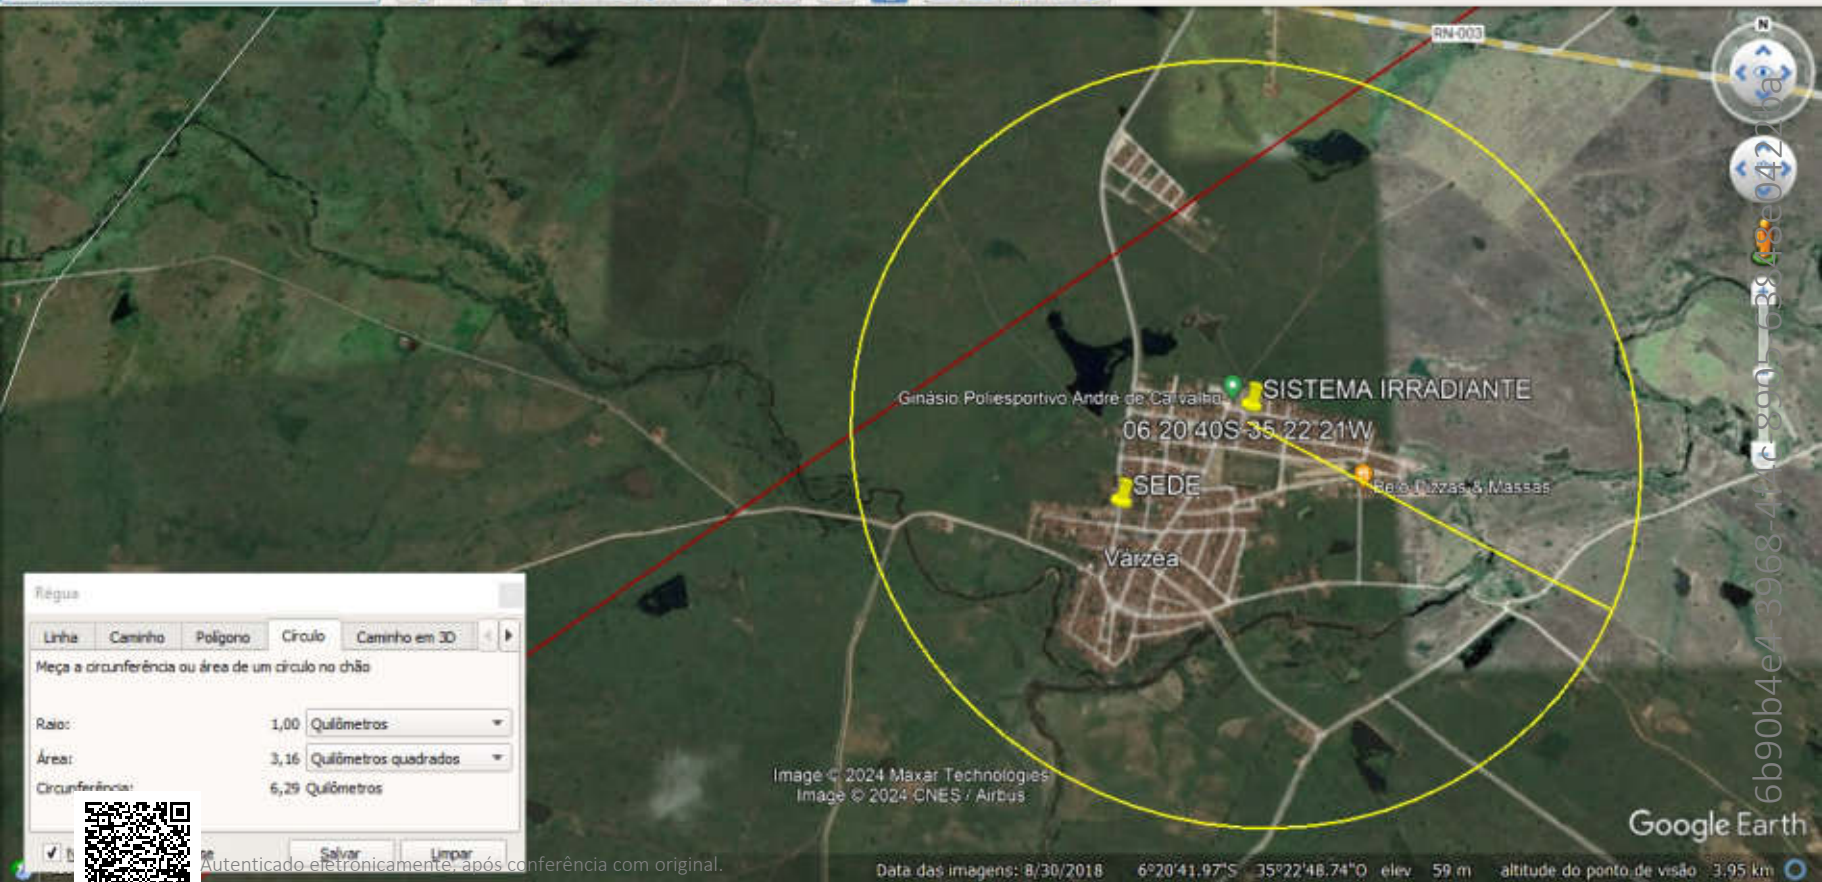 RN-003
N
Ginásio Poliesportivo André de Carvalho
SISTEMA IRRADIANTE
06 20 40S-35 22 21W
SEDE
Belo Pizzas & Massas
Várzea
Régua
Linha
Caminho
Polígono
Círculo
Caminho em 3D
Meça a circunferência ou área de um círculo no chão
Raio: 1,00 Quilômetros
Área: 3,16 Quilômetros quadrados
Circunferência: 6,29 Quilômetros
Salvar
Limpar
Image © 2024 Maxar Technologies
Image © 2024 CNES / Airbus
Google Earth
Autenticado eletronicamente, após conferência com original.
Data das imagens: 8/30/2018 6°20'41.97"S 35°22'48.74"O elev 59 m altitude do ponto de visão 3.95 km